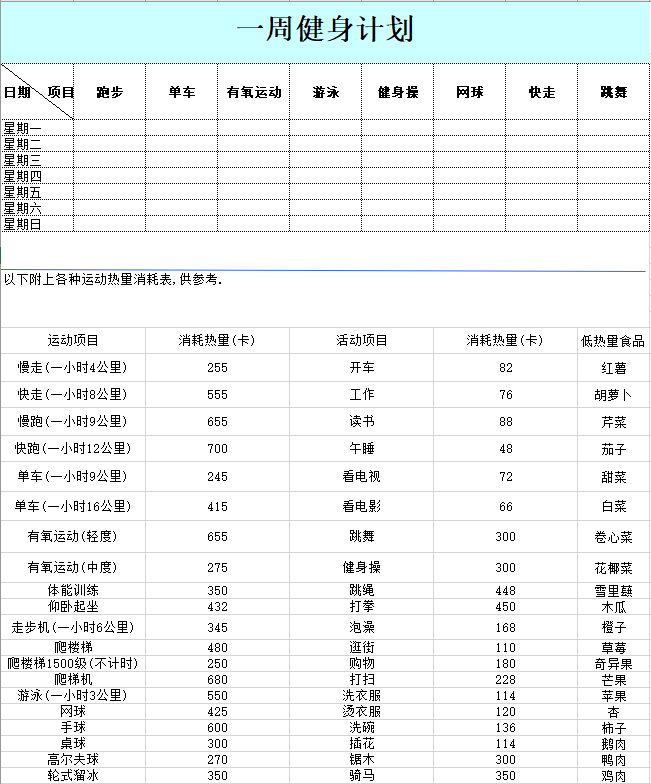 一周健身计划
日期 项目 跑步 单车 有氧运动 游泳 健身操 网球 快走 跳舞
星期一
星期二
星期三
星期四
星期五
星期六
星期日
以下附上各种运动热量消耗表,供参考.
运动项目 消耗热量(卡) 活动项目 消耗热量(卡) 低热量食品
慢走(一小时4公里) 255 开车 82 红薯
快走(一小时8公里) 555 工作 76 胡萝卜
慢跑(一小时9公里) 655 读书 88 芹菜
快跑(一小时12公里) 700 午睡 48 茄子
单车(一小时9公里) 245 看电视 72 甜菜
单车(一小时16公里) 415 看电影 66 白菜
有氧运动(轻度) 655 跳舞 300 卷心菜
有氧运动(中度) 275 健身操 300 花椰菜
体能训练 350 跳绳 448 雪里蕻
仰卧起坐 432 打拳 450 木瓜
走步机(一小时6公里) 345 泡澡 168 橙子
爬楼梯 480 逛街 110 草莓
爬楼梯1500级(不计时) 250 购物 180 奇异果
爬梯机 680 打扫 228 芒果
游泳(一小时3公里) 550 洗衣服 114 苹果
网球 425 烫衣服 120 杏
手球 600 洗碗 136 柿子
桌球 300 插花 114 鹅肉
高尔夫球 270 锯木 300 鸭肉
轮式溜冰 350 骑马 350 鸡肉